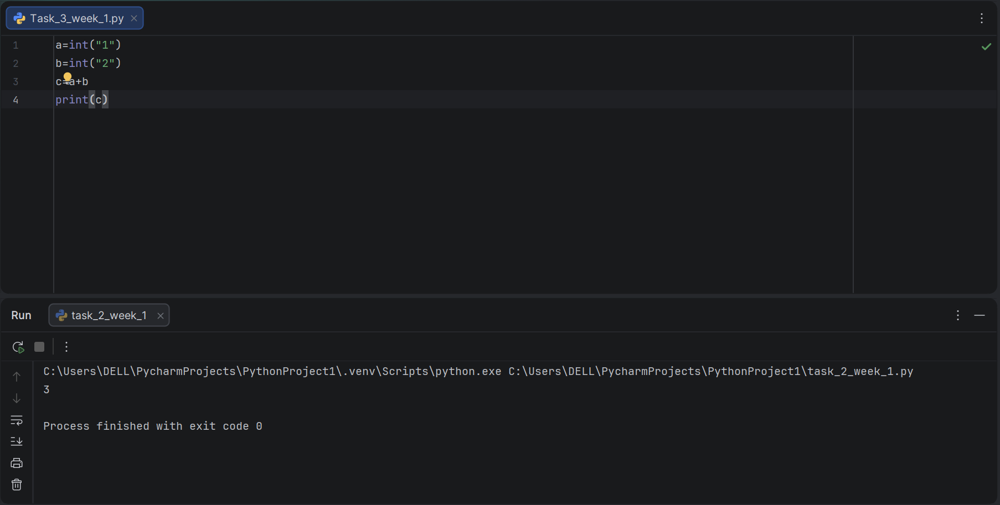 Task_3_week_1.py
1 a=int("1")
2 b=int("2")
3 c=a+b
4 print(c)
Run task_2_week_1
C:\Users\DELL\PycharmProjects\PythonProject1\.venv\Scripts\python.exe C:\Users\DELL\PycharmProjects\PythonProject1\task_2_week_1.py
3
Process finished with exit code 0